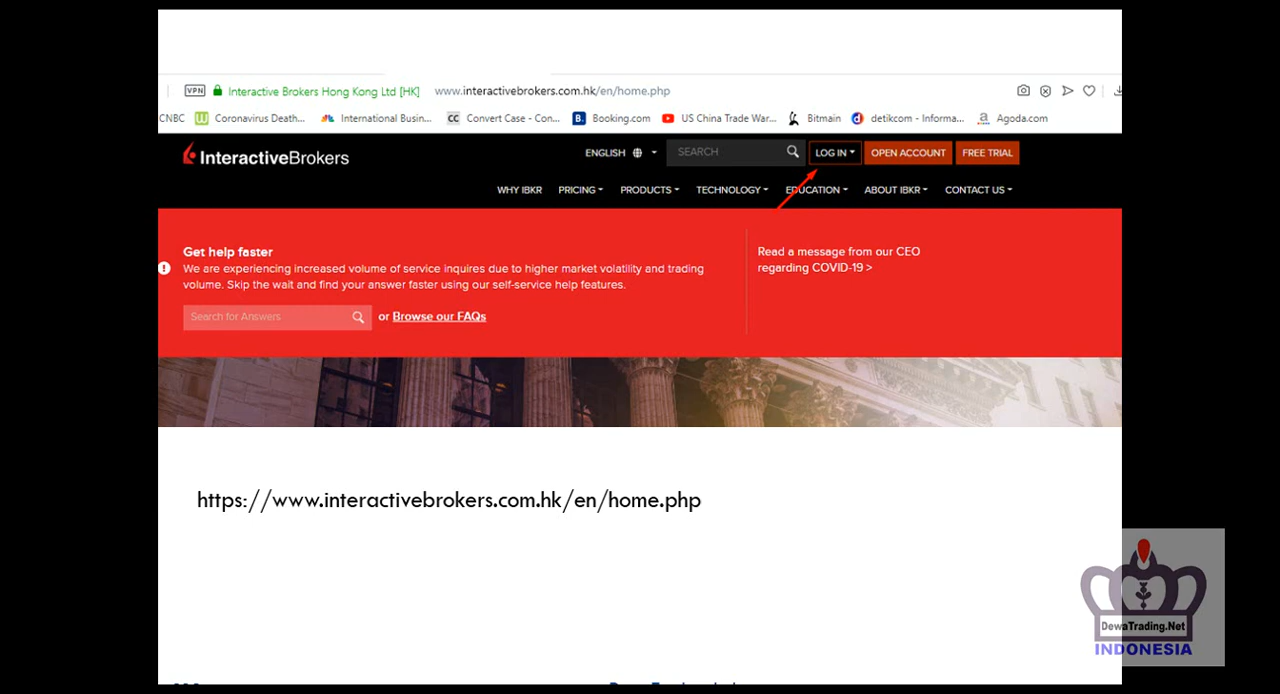 VPN Interactive Brokers Hong Kong Ltd [HK] www.interactivebrokers.com.hk/en/home.php
CNBC Coronavirus Death... International Busin... CC Convert Case - Con... B. Booking.com US China Trade War... Bitmain d detikcom - Informa... a Agoda.com
InteractiveBrokers ENGLISH SEARCH LOG IN OPEN ACCOUNT FREE TRIAL
WHY IBKR PRICING PRODUCTS TECHNOLOGY EDUCATION ABOUT IBKR CONTACT US
Get help faster
We are experiencing increased volume of service inquires due to higher market volatility and trading
volume. Skip the wait and find your answer faster using our self-service help features.
Search for Answers or Browse our FAQs
Read a message from our CEO
regarding COVID-19 >
https://www.interactivebrokers.com.hk/en/home.php
DewaTrading.Net
INDONESIA